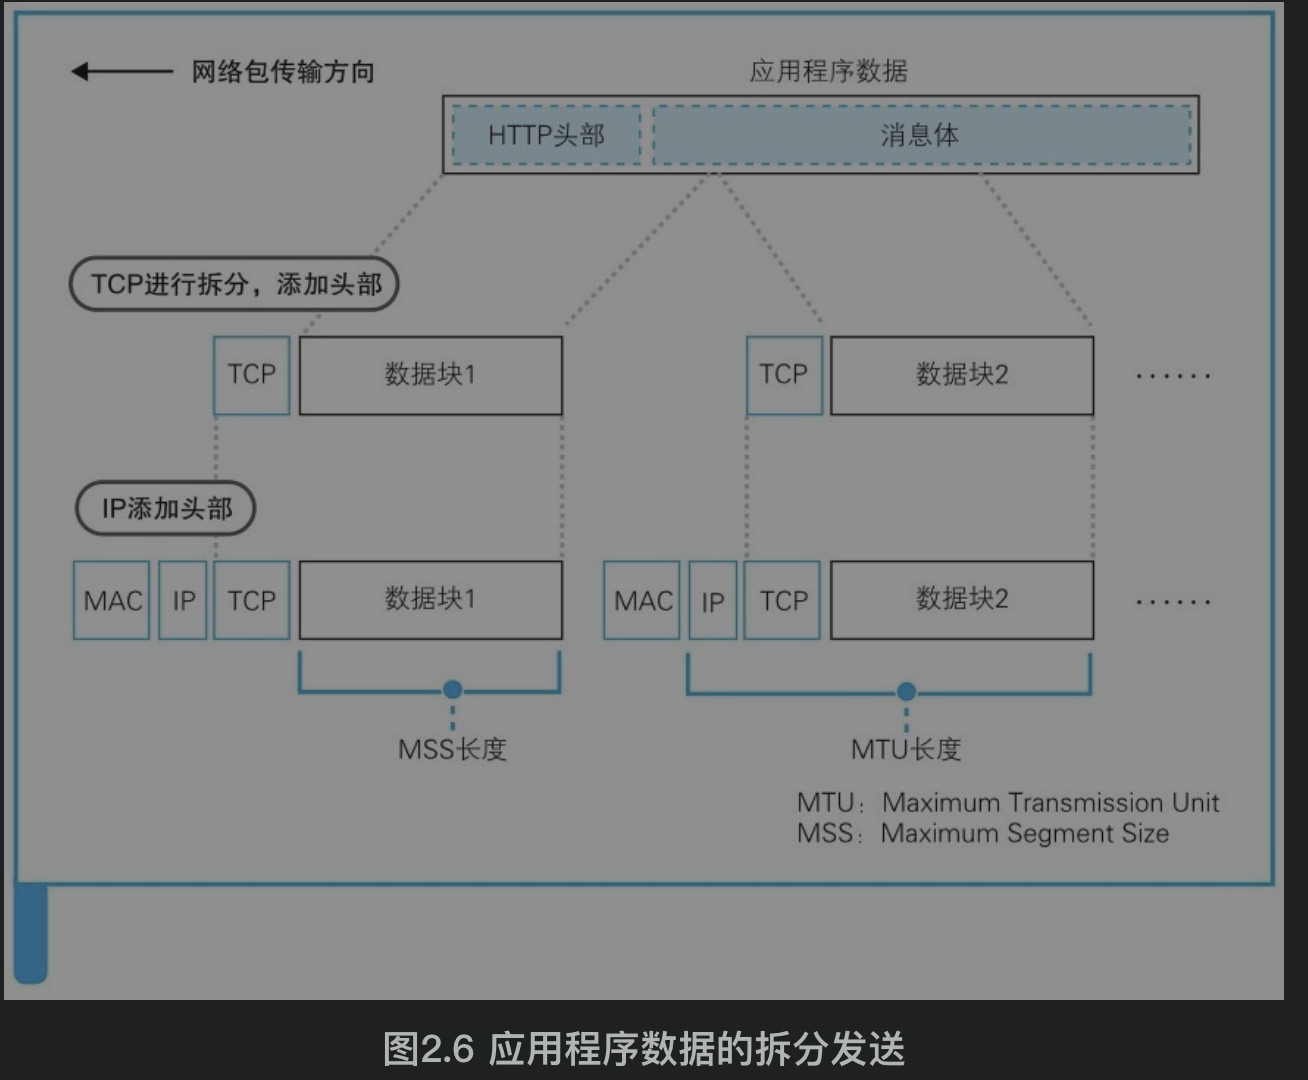 网络包传输方向
应用程序数据
HTTP头部 消息体
TCP进行拆分，添加头部
TCP 数据块1 TCP 数据块2 ······
IP添加头部
MAC IP TCP 数据块1 MAC IP TCP 数据块2 ······
MSS长度 MTU长度
MTU：Maximum Transmission Unit
MSS：Maximum Segment Size
图2.6 应用程序数据的拆分发送